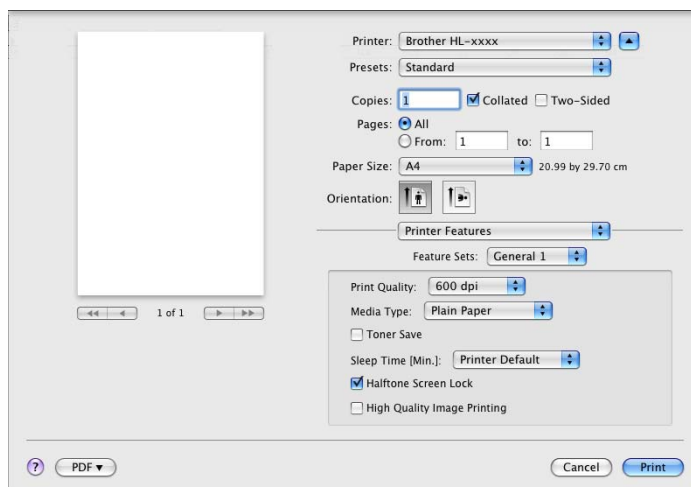 Printer: Brother HL-xxxx
Presets: Standard
Copies: 1 Collated Two-Sided
Pages: All
From: 1 to: 1
Paper Size: A4 20.99 by 29.70 cm
Orientation:
Printer Features
Feature Sets: General 1
Print Quality: 600 dpi
Media Type: Plain Paper
Toner Save
Sleep Time [Min.]: Printer Default
Halftone Screen Lock
High Quality Image Printing
1 of 1
? PDF Cancel Print